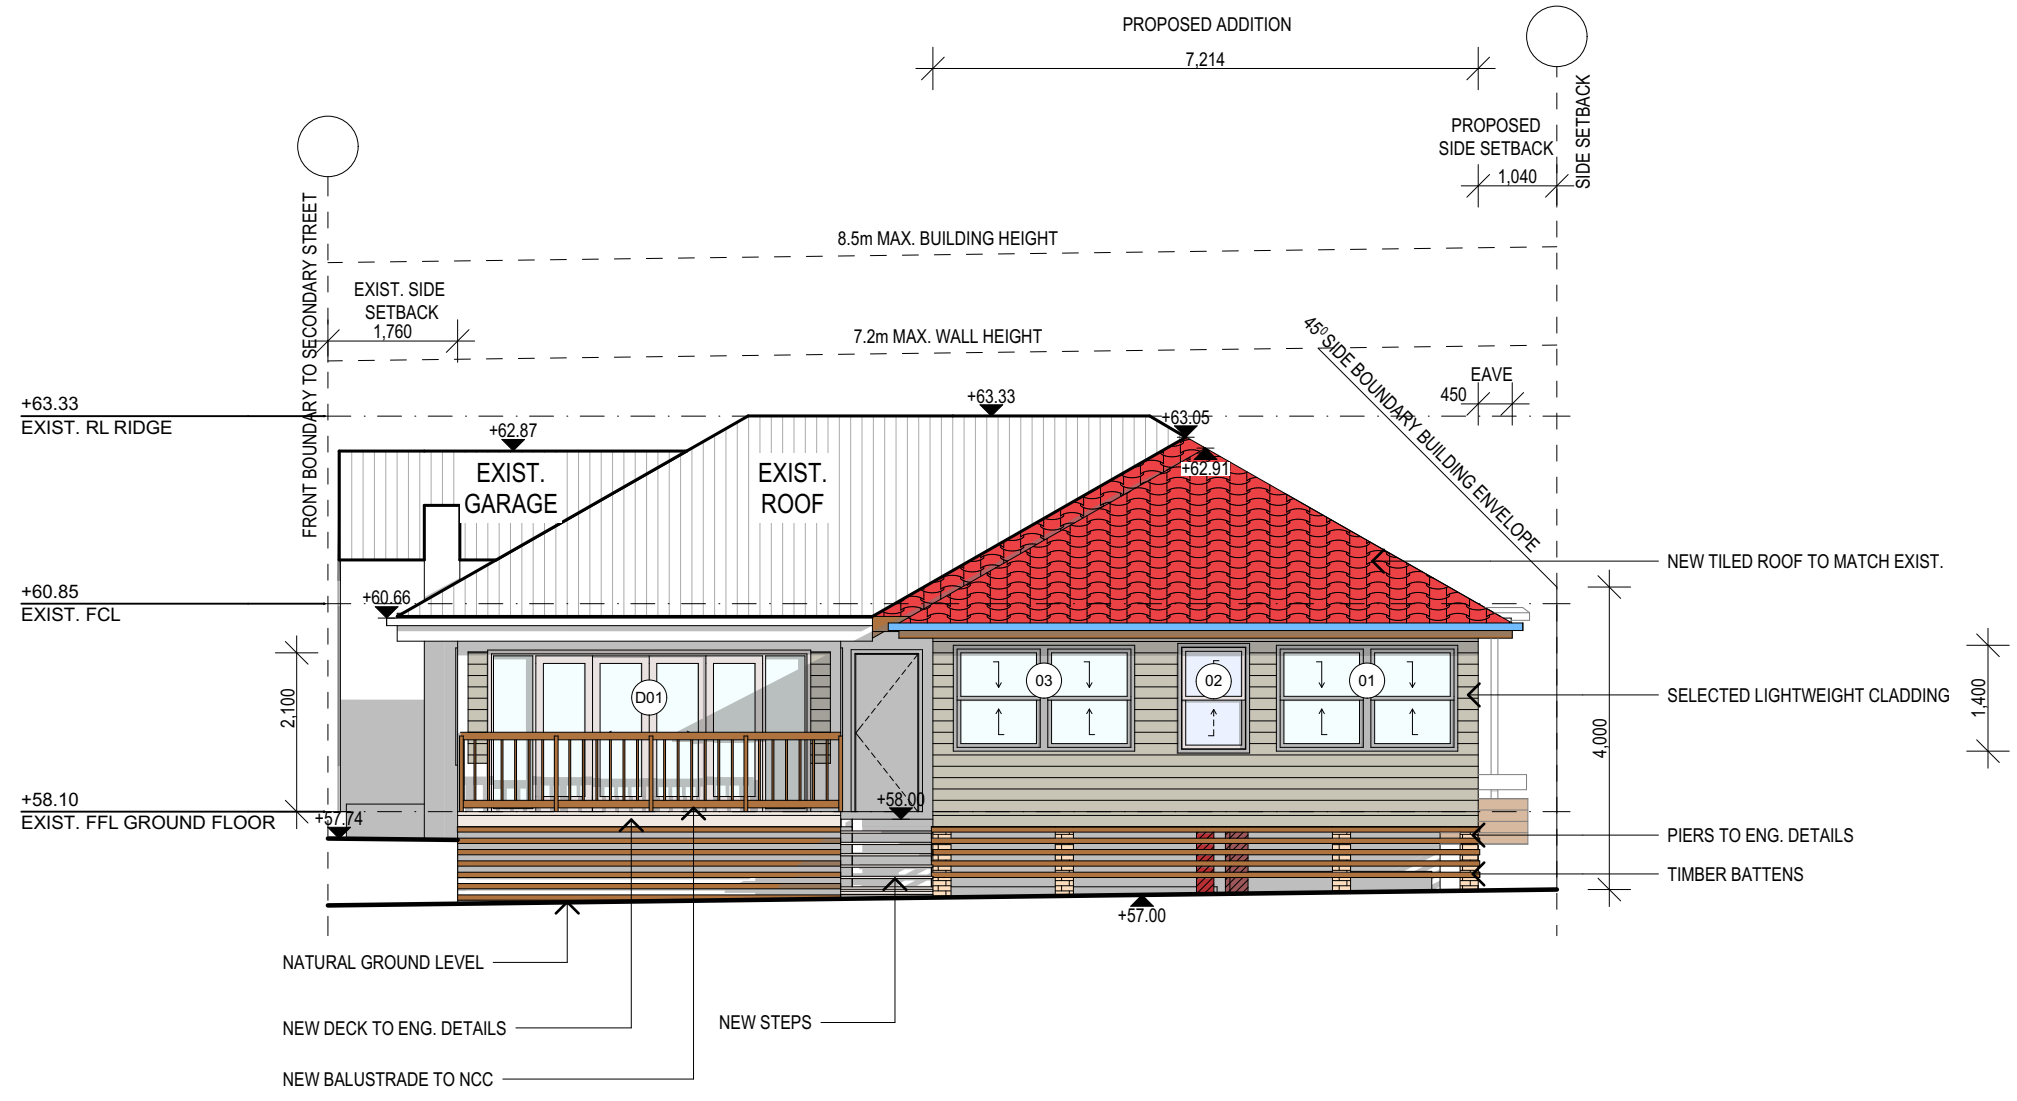 PROPOSED ADDITION
7,214
SIDE SETBACK
PROPOSED
SIDE SETBACK
1,040
FRONT BOUNDARY TO SECONDARY STREET
8.5m MAX. BUILDING HEIGHT
EXIST. SIDE
SETBACK
1,760
7.2m MAX. WALL HEIGHT
45⁰ SIDE BOUNDARY BUILDING ENVELOPE
EAVE
450
+63.33
EXIST. RL RIDGE
+63.33
+63.05
+62.87
+62.91
EXIST.
GARAGE
EXIST.
ROOF
NEW TILED ROOF TO MATCH EXIST.
+60.85
EXIST. FCL
+60.66
2,100
D01
03
02
01
SELECTED LIGHTWEIGHT CLADDING
1,400
4,000
+58.10
EXIST. FFL GROUND FLOOR
+57.74
+58.00
PIERS TO ENG. DETAILS
TIMBER BATTENS
+57.00
NATURAL GROUND LEVEL
NEW DECK TO ENG. DETAILS
NEW STEPS
NEW BALUSTRADE TO NCC